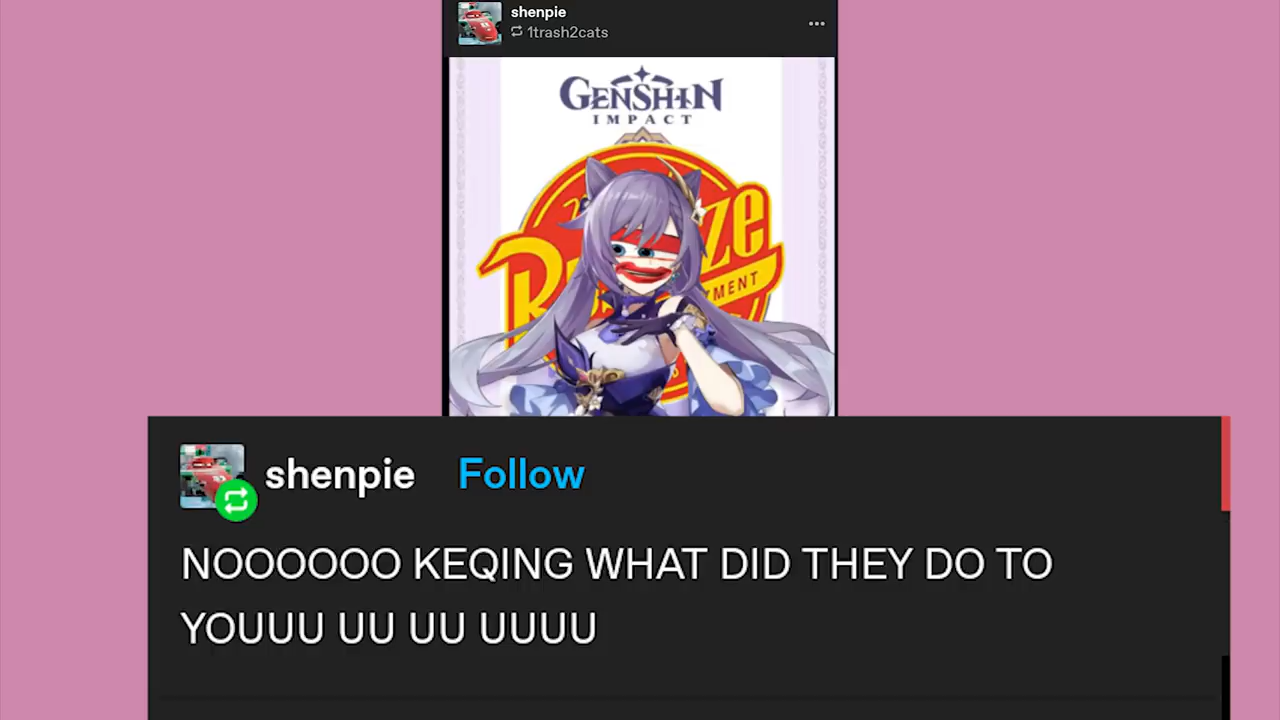 shenpie
1trash2cats
GENSHIN
IMPACT
shenpie Follow
NOOOOOO KEQING WHAT DID THEY DO TO
YOUUU UU UU UUUU